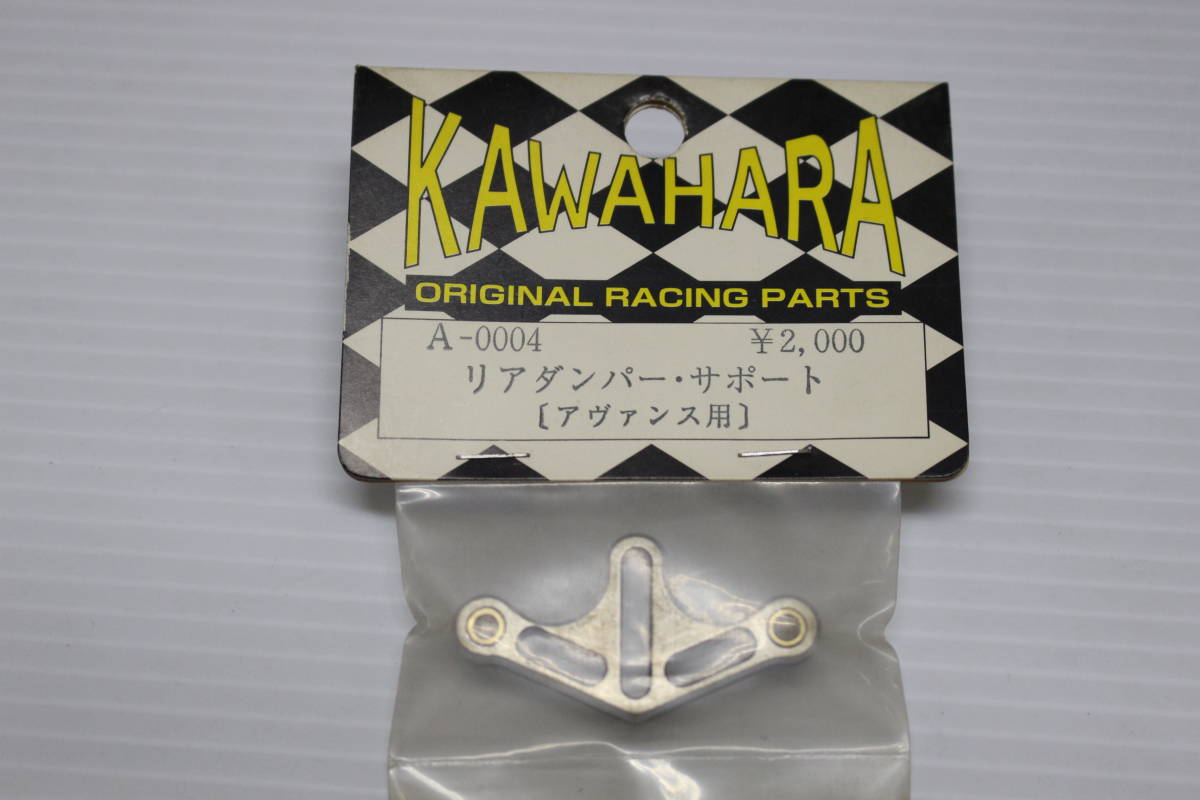 KAWAHARA
ORIGINAL RACING PARTS
A-0004 ¥2,000
リアダンパー・サポート
〔アヴァンス用〕